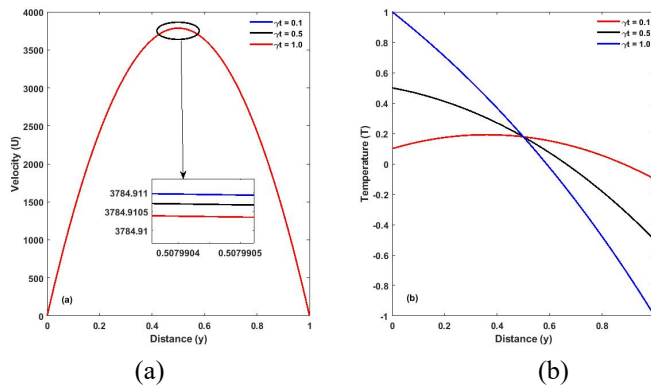 4000
3500
3000
2500
2000
1500
1000
500
0
Velocity (U)
γt = 0.1
γt = 0.5
γt = 1.0
3784.911
3784.9105
3784.91
0.5079904
0.5079905
(a)
0
0.2
0.4
0.6
0.8
1
Distance (y)
(a)
1
0.8
0.6
0.4
0.2
0
-0.2
-0.4
-0.6
-0.8
-1
Temperature (T)
γt = 0.1
γt = 0.5
γt = 1.0
(b)
0
0.2
0.4
0.6
0.8
Distance (y)
(b)